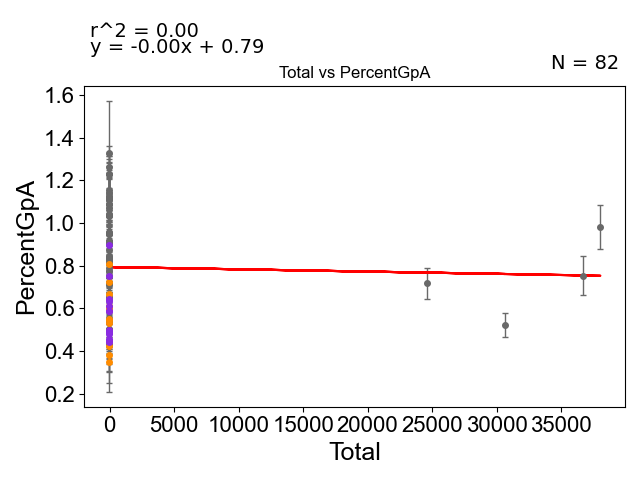 r^2 = 0.00
y = -0.00x + 0.79
N = 82
Total vs PercentGpA
1.6
1.4
1.2
1.0
0.8
0.6
0.4
0.2
PercentGpA
0 5000 10000 15000 20000 25000 30000 35000
Total